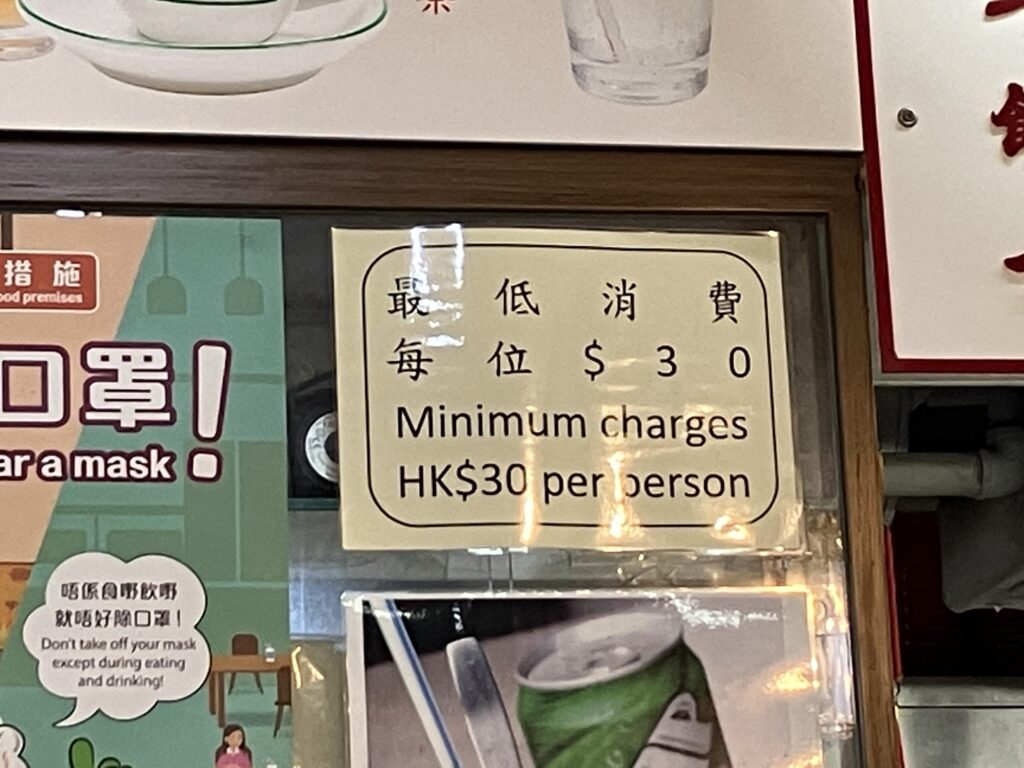 措施
ood premises
口罩!
ar a mask
唔係食嘢飲嘢
就唔好除口罩!
Don't take off your mask
except during eating
and drinking!
最低消費
每位$30
Minimum charges
HK$30 per person